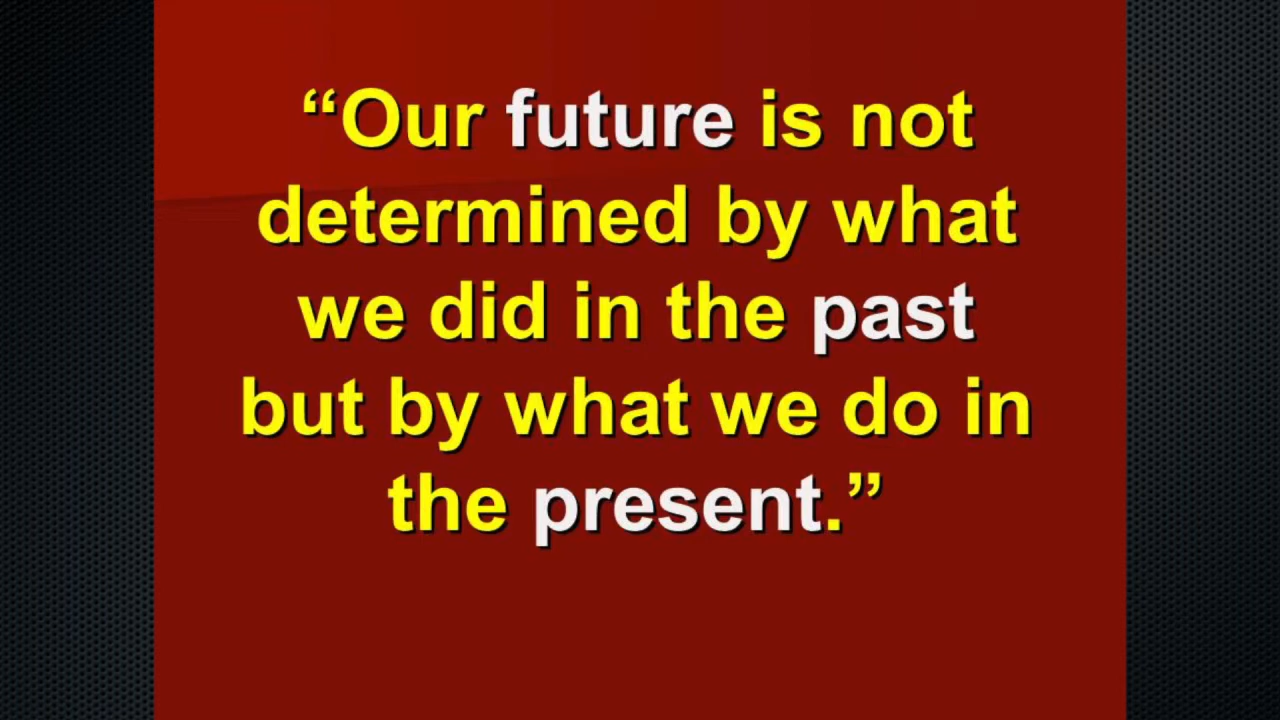 “Our future is not
determined by what
we did in the past
but by what we do in
the present.”